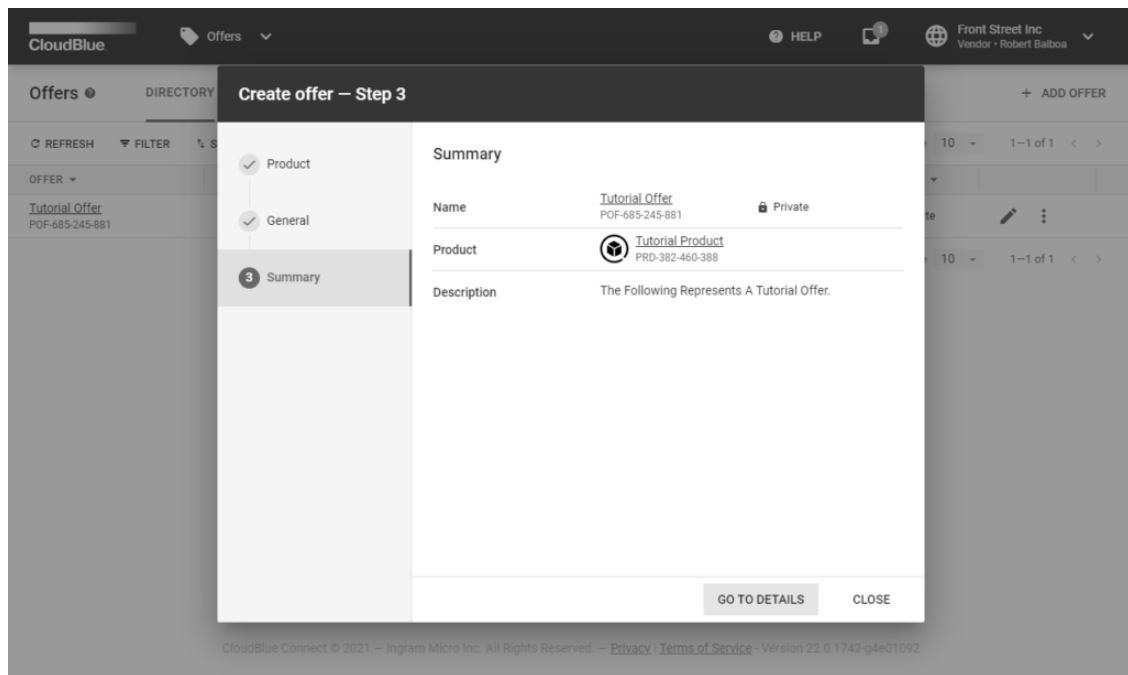 CloudBlue
Offers
HELP
1
Front Street Inc
Vendor • Robert Balboa
Offers
DIRECTORY
+ ADD OFFER
REFRESH
FILTER
10
1–1 of 1
OFFER
Tutorial Offer
POF-685-245-881
10
1–1 of 1
Create offer — Step 3
Product
General
3 Summary
Summary
Name
Tutorial Offer
POF-685-245-881
Private
Product
Tutorial Product
PRD-382-460-388
Description
The Following Represents A Tutorial Offer.
GO TO DETAILS
CLOSE
CloudBlue Connect © 2021 — Ingram Micro Inc. All Rights Reserved. — Privacy | Terms of Service - Version 22.0.1742-g4e01092